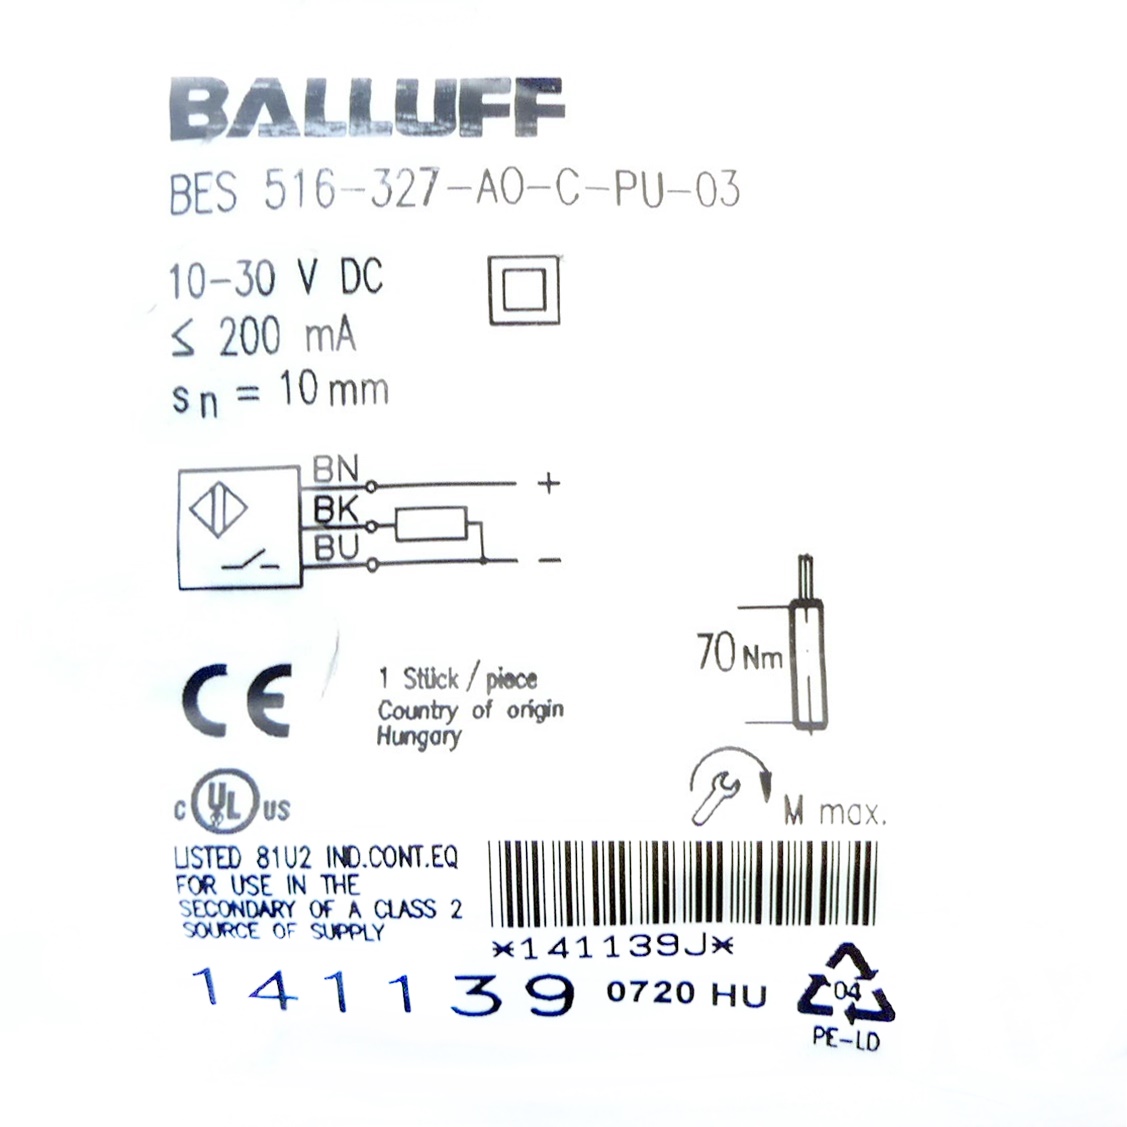 BALLUFF
BES 516-327-AO-C-PU-03
10-30 V DC
≤ 200 mA
sn = 10 mm
BN
+
BK
BU
−
70 Nm
CE
1 Stück / piece
Country of origin
Hungary
M max.
C UL US
LISTED 81U2 IND.CONT.EQ
FOR USE IN THE
SECONDARY OF A CLASS 2
SOURCE OF SUPPLY
*141139J*
141139 0720 HU
04
PE-LD